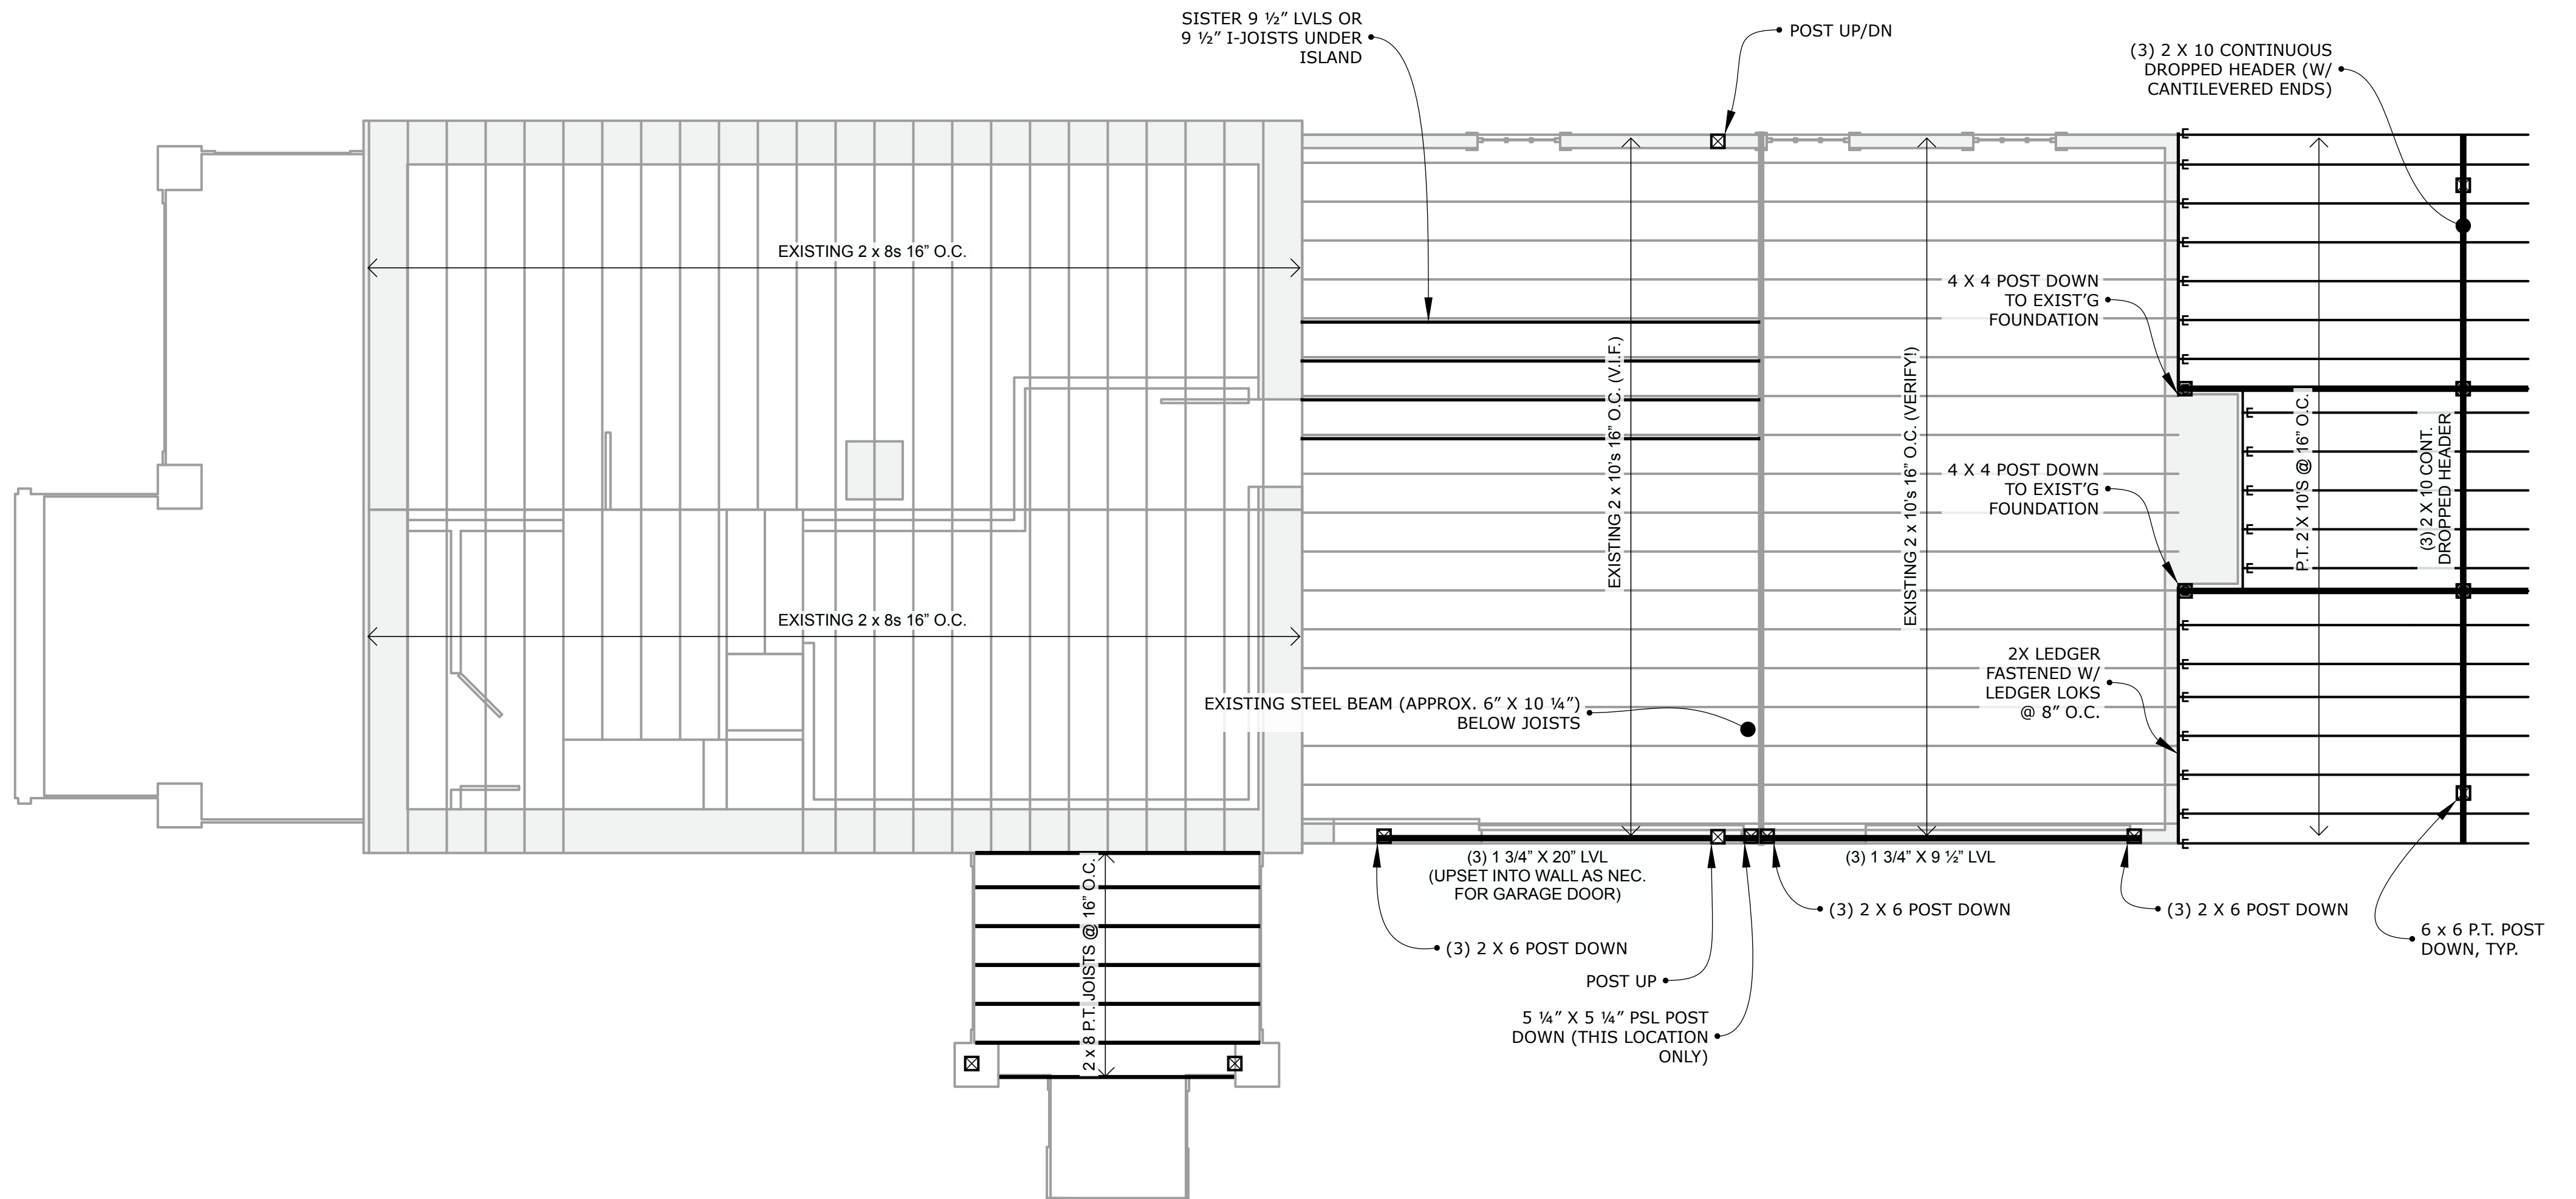 SISTER 9 ½” LVLS OR
9 ½” I-JOISTS UNDER
ISLAND
POST UP/DN
(3) 2 X 10 CONTINUOUS
DROPPED HEADER (W/
CANTILEVERED ENDS)
EXISTING 2 x 8s 16” O.C.
4 X 4 POST DOWN
TO EXIST’G
FOUNDATION
EXISTING 2 x 10’s 16” O.C. (V.I.F.)
EXISTING 2 x 10’s 16” O.C. (VERIFY!)
P.T. 2 X 10’S @ 16” O.C.
(3) 2 X 10 CONT.
DROPPED HEADER
4 X 4 POST DOWN
TO EXIST’G
FOUNDATION
EXISTING 2 x 8s 16” O.C.
2X LEDGER
FASTENED W/
LEDGER LOKS
@ 8” O.C.
EXISTING STEEL BEAM (APPROX. 6” X 10 ¼”)
BELOW JOISTS
(3) 1 3/4” X 20” LVL
(UPSET INTO WALL AS NEC.
FOR GARAGE DOOR)
(3) 1 3/4” X 9 ½” LVL
2 x 8 P.T. JOISTS @ 16” O.C.
(3) 2 X 6 POST DOWN
(3) 2 X 6 POST DOWN
(3) 2 X 6 POST DOWN
6 x 6 P.T. POST
DOWN, TYP.
POST UP
5 ¼” X 5 ¼” PSL POST
DOWN (THIS LOCATION
ONLY)